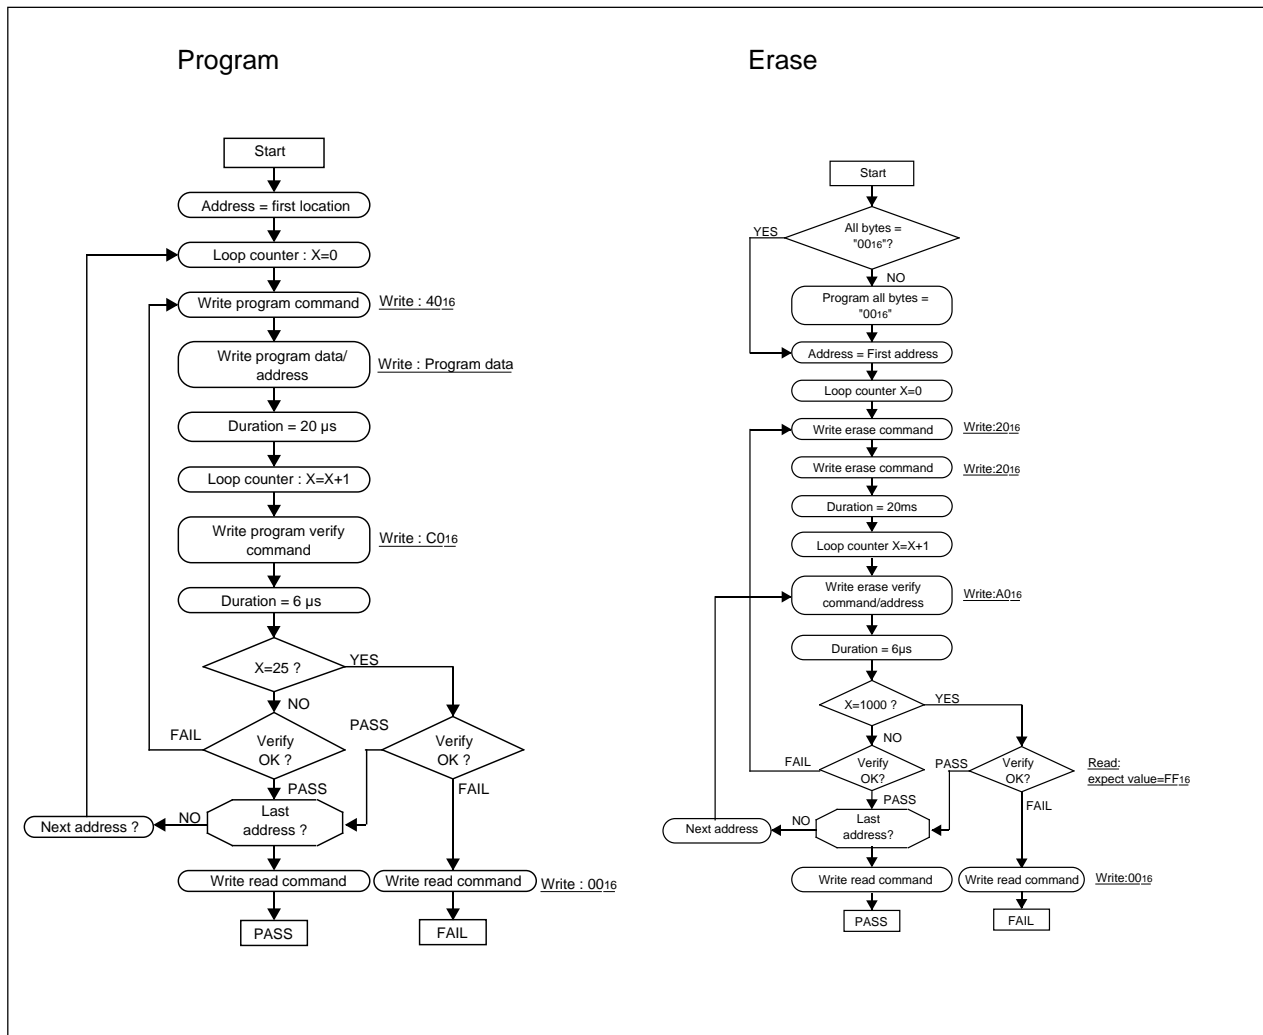 Program
Start
Address = first location
Loop counter : X=0
Write program command
Write : 4016
Write program data/
address
Write : Program data
Duration = 20 µs
Loop counter : X=X+1
Write program verify
command
Write : C016
Duration = 6 µs
X=25 ?
YES
NO
FAIL
Verify
OK ?
PASS
Verify
OK ?
PASS
FAIL
Last
address ?
NO
Next address ?
Write read command
Write read command
Write : 0016
PASS
FAIL
Erase
Start
All bytes =
"0016"?
YES
NO
Program all bytes =
"0016"
Address = First address
Loop counter X=0
Write erase command
Write:2016
Write erase command
Write:2016
Duration = 20ms
Loop counter X=X+1
Write erase verify
command/address
Write:A016
Duration = 6µs
X=1000 ?
YES
NO
FAIL
Verify
OK?
PASS
Verify
OK?
Read:
expect value=FF16
PASS
FAIL
Last
address?
NO
Next address
Write read command
Write read command
Write:0016
PASS
FAIL